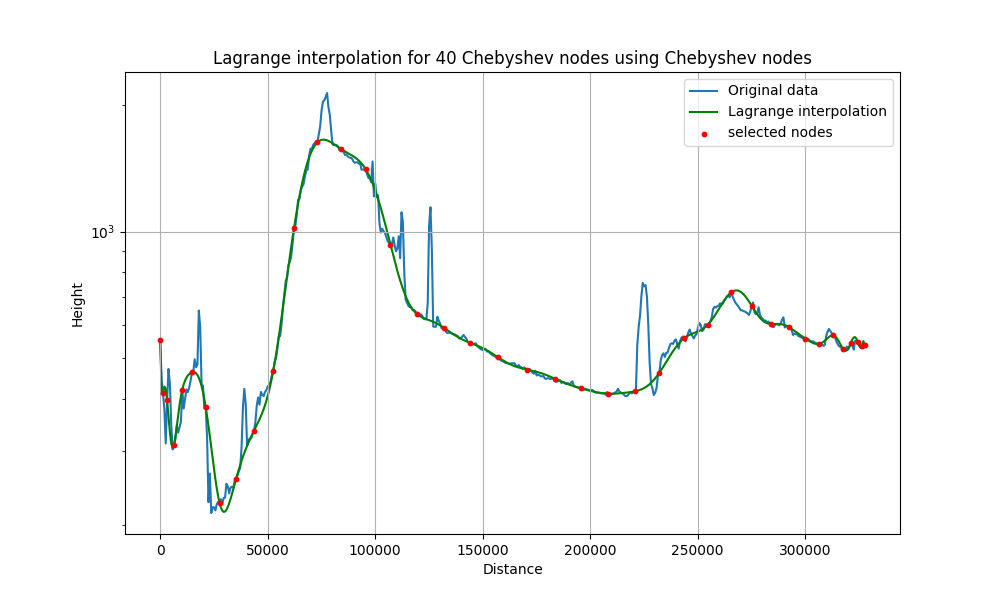 Lagrange interpolation for 40 Chebyshev nodes using Chebyshev nodes
Original data
Lagrange interpolation
selected nodes
10³
Height
0 50000 100000 150000 200000 250000 300000
Distance